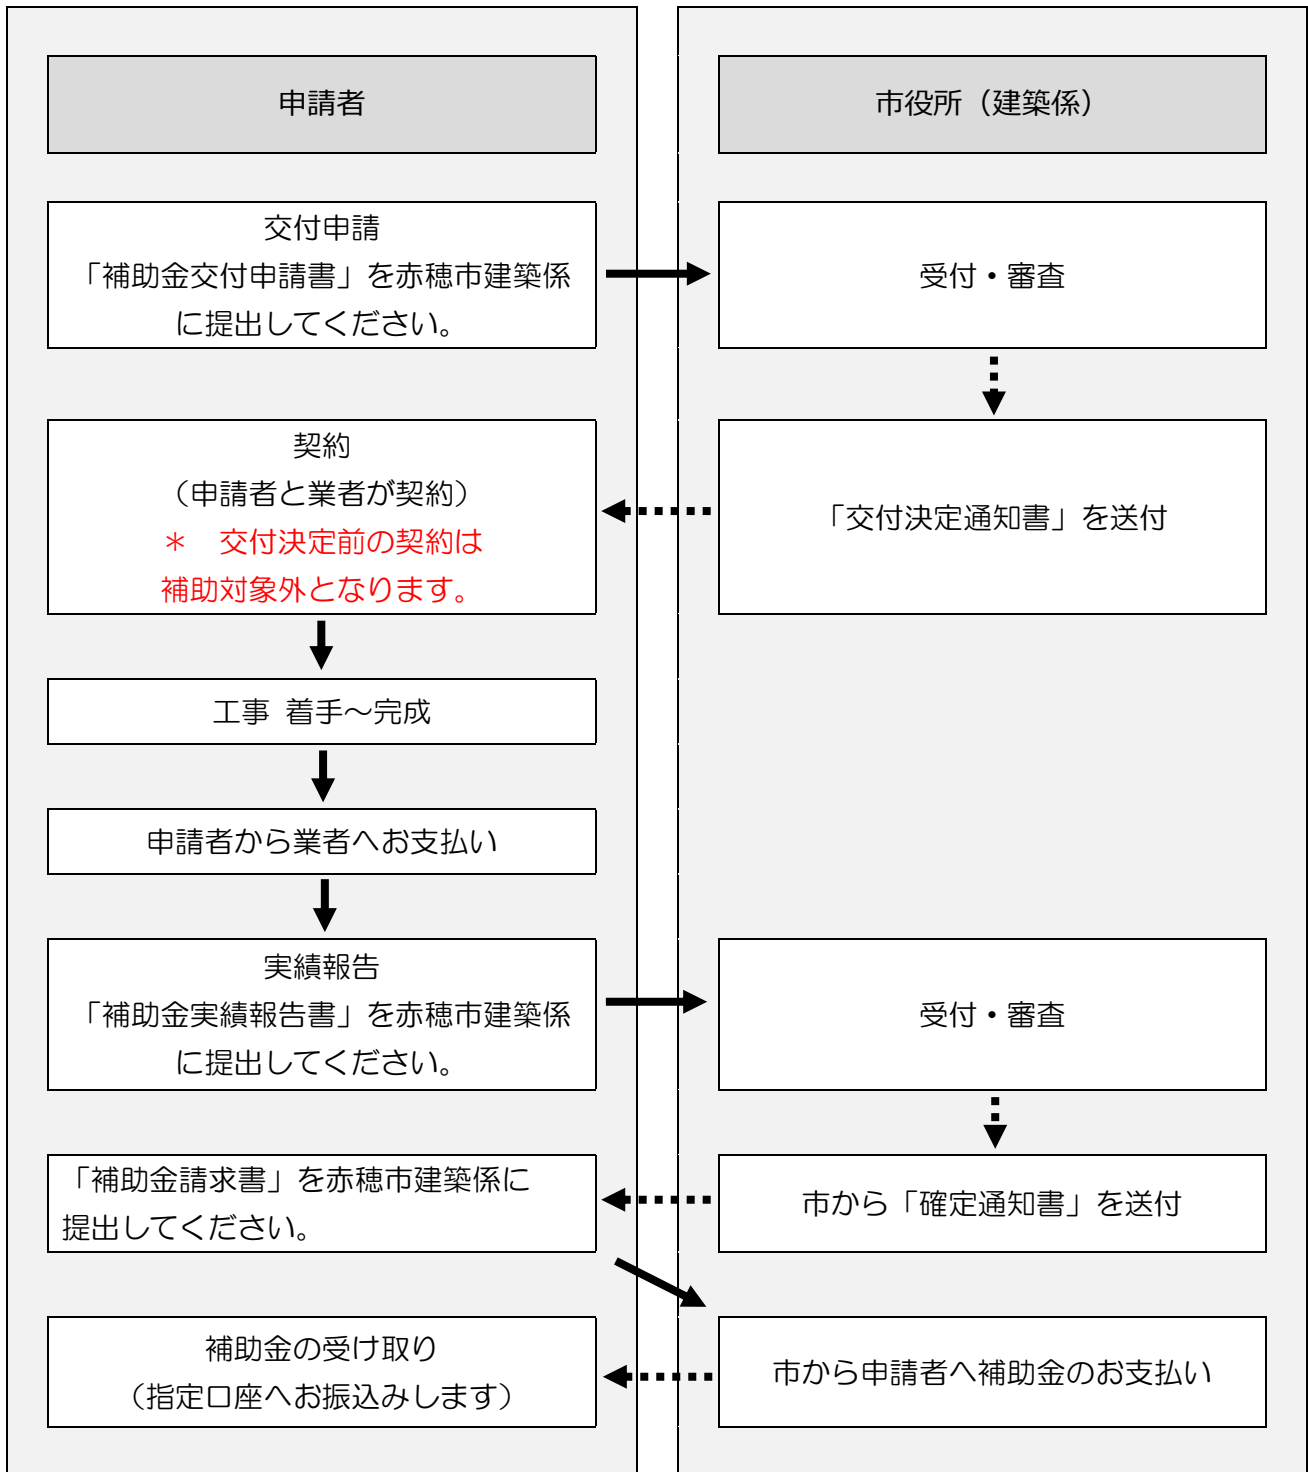 申請者
市役所（建築係）
交付申請
「補助金交付申請書」を赤穂市建築係
に提出してください。
受付・審査
契約
（申請者と業者が契約）
＊　交付決定前の契約は
補助対象外となります。
「交付決定通知書」を送付
工事 着手～完成
申請者から業者へお支払い
実績報告
「補助金実績報告書」を赤穂市建築係
に提出してください。
受付・審査
「補助金請求書」を赤穂市建築係に
提出してください。
市から「確定通知書」を送付
補助金の受け取り
（指定口座へお振込みします）
市から申請者へ補助金のお支払い